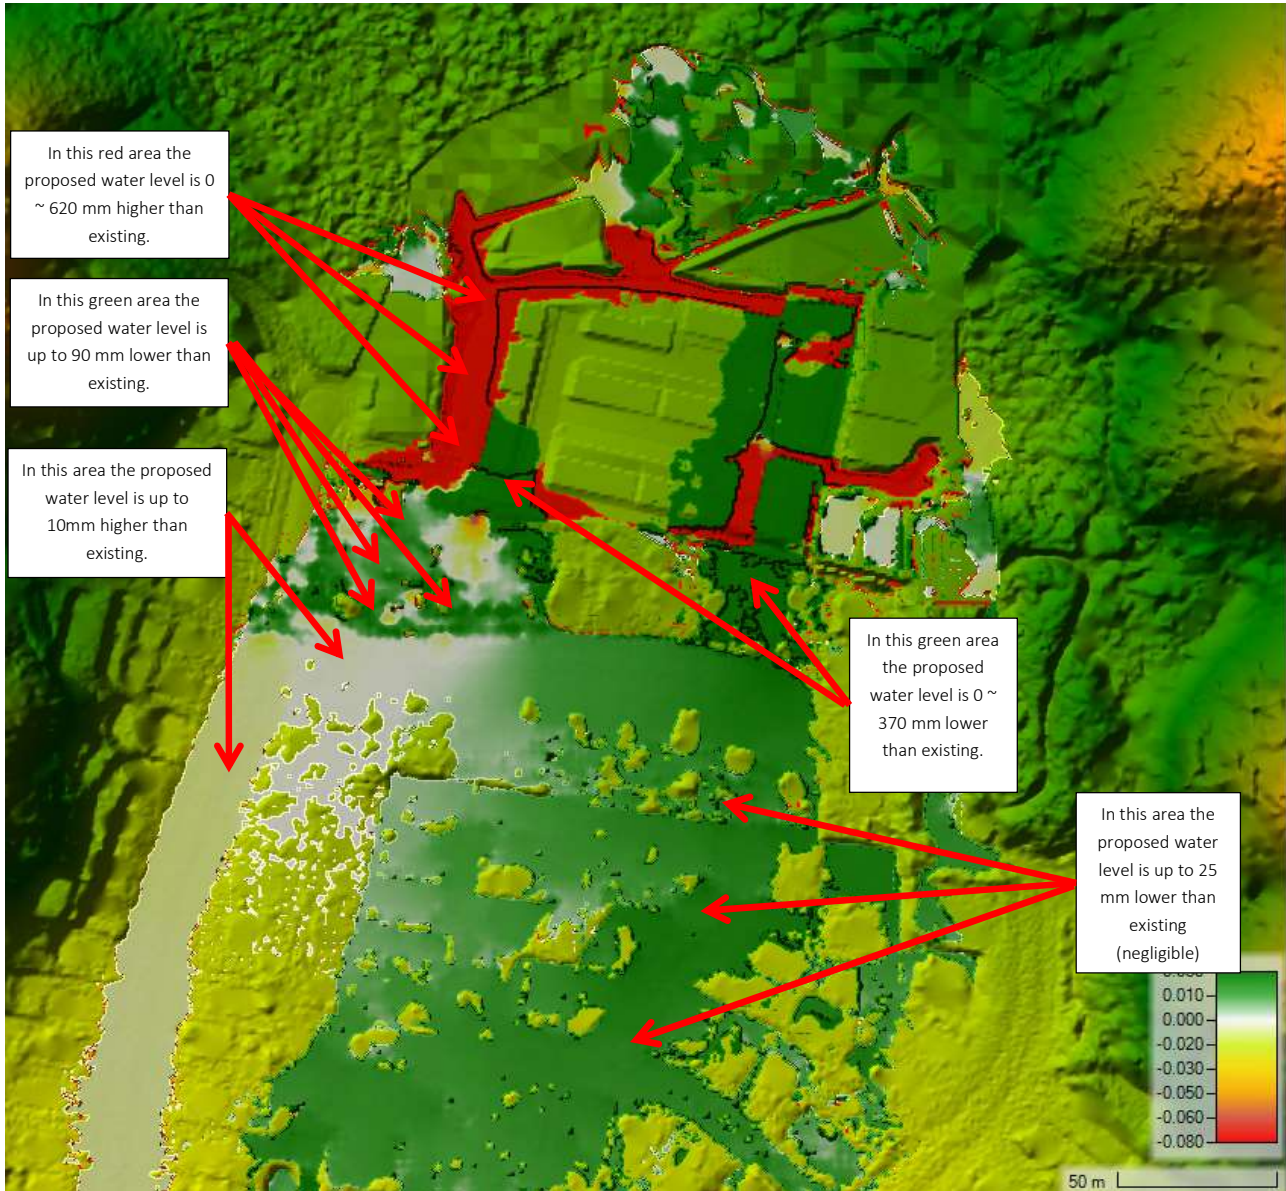 In this red area the
proposed water level is 0
~ 620 mm higher than
existing.
In this green area the
proposed water level is
up to 90 mm lower than
existing.
In this area the proposed
water level is up to
10mm higher than
existing.
In this green area
the proposed
water level is 0 ~
370 mm lower
than existing.
In this area the
proposed water
level is up to 25
mm lower than
existing
(negligible)
0.010
0.000
-0.020
-0.030
-0.050
-0.060
-0.080
50 m